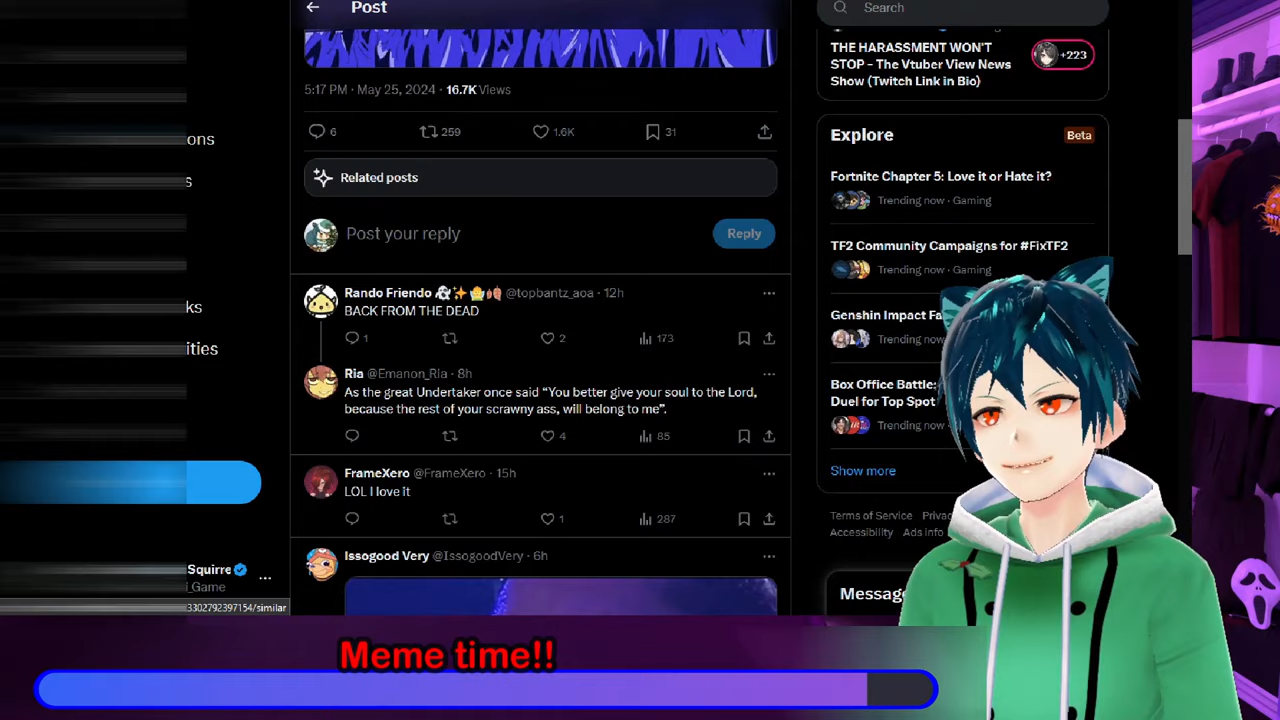 Post
Search
THE HARASSMENT WON'T
STOP - The Vtuber View News
Show (Twitch Link in Bio)
+223
5:17 PM · May 25, 2024 · 16.7K Views
6
259
1.6K
31
Related posts
Post your reply
Reply
Explore
Beta
Fortnite Chapter 5: Love it or Hate it?
Trending now · Gaming
TF2 Community Campaigns for #FixTF2
Trending now · Gaming
Genshin Impact Fa
Trending now
Box Office Battle:
Duel for Top Spot
Trending now
Show more
Terms of Service Privac
Accessibility Ads info
Messag
ons
s
ks
ities
Rando Friendo @topbantz_aoa · 12h
BACK FROM THE DEAD
1
2
173
Ria @Emanon_Ria · 8h
As the great Undertaker once said “You better give your soul to the Lord,
because the rest of your scrawny ass, will belong to me”.
4
85
FrameXero @FrameXero · 15h
LOL I love it
1
287
Issogood Very @IssogoodVery · 6h
Squirre
i_Game
3302792397154/similar
Meme time!!